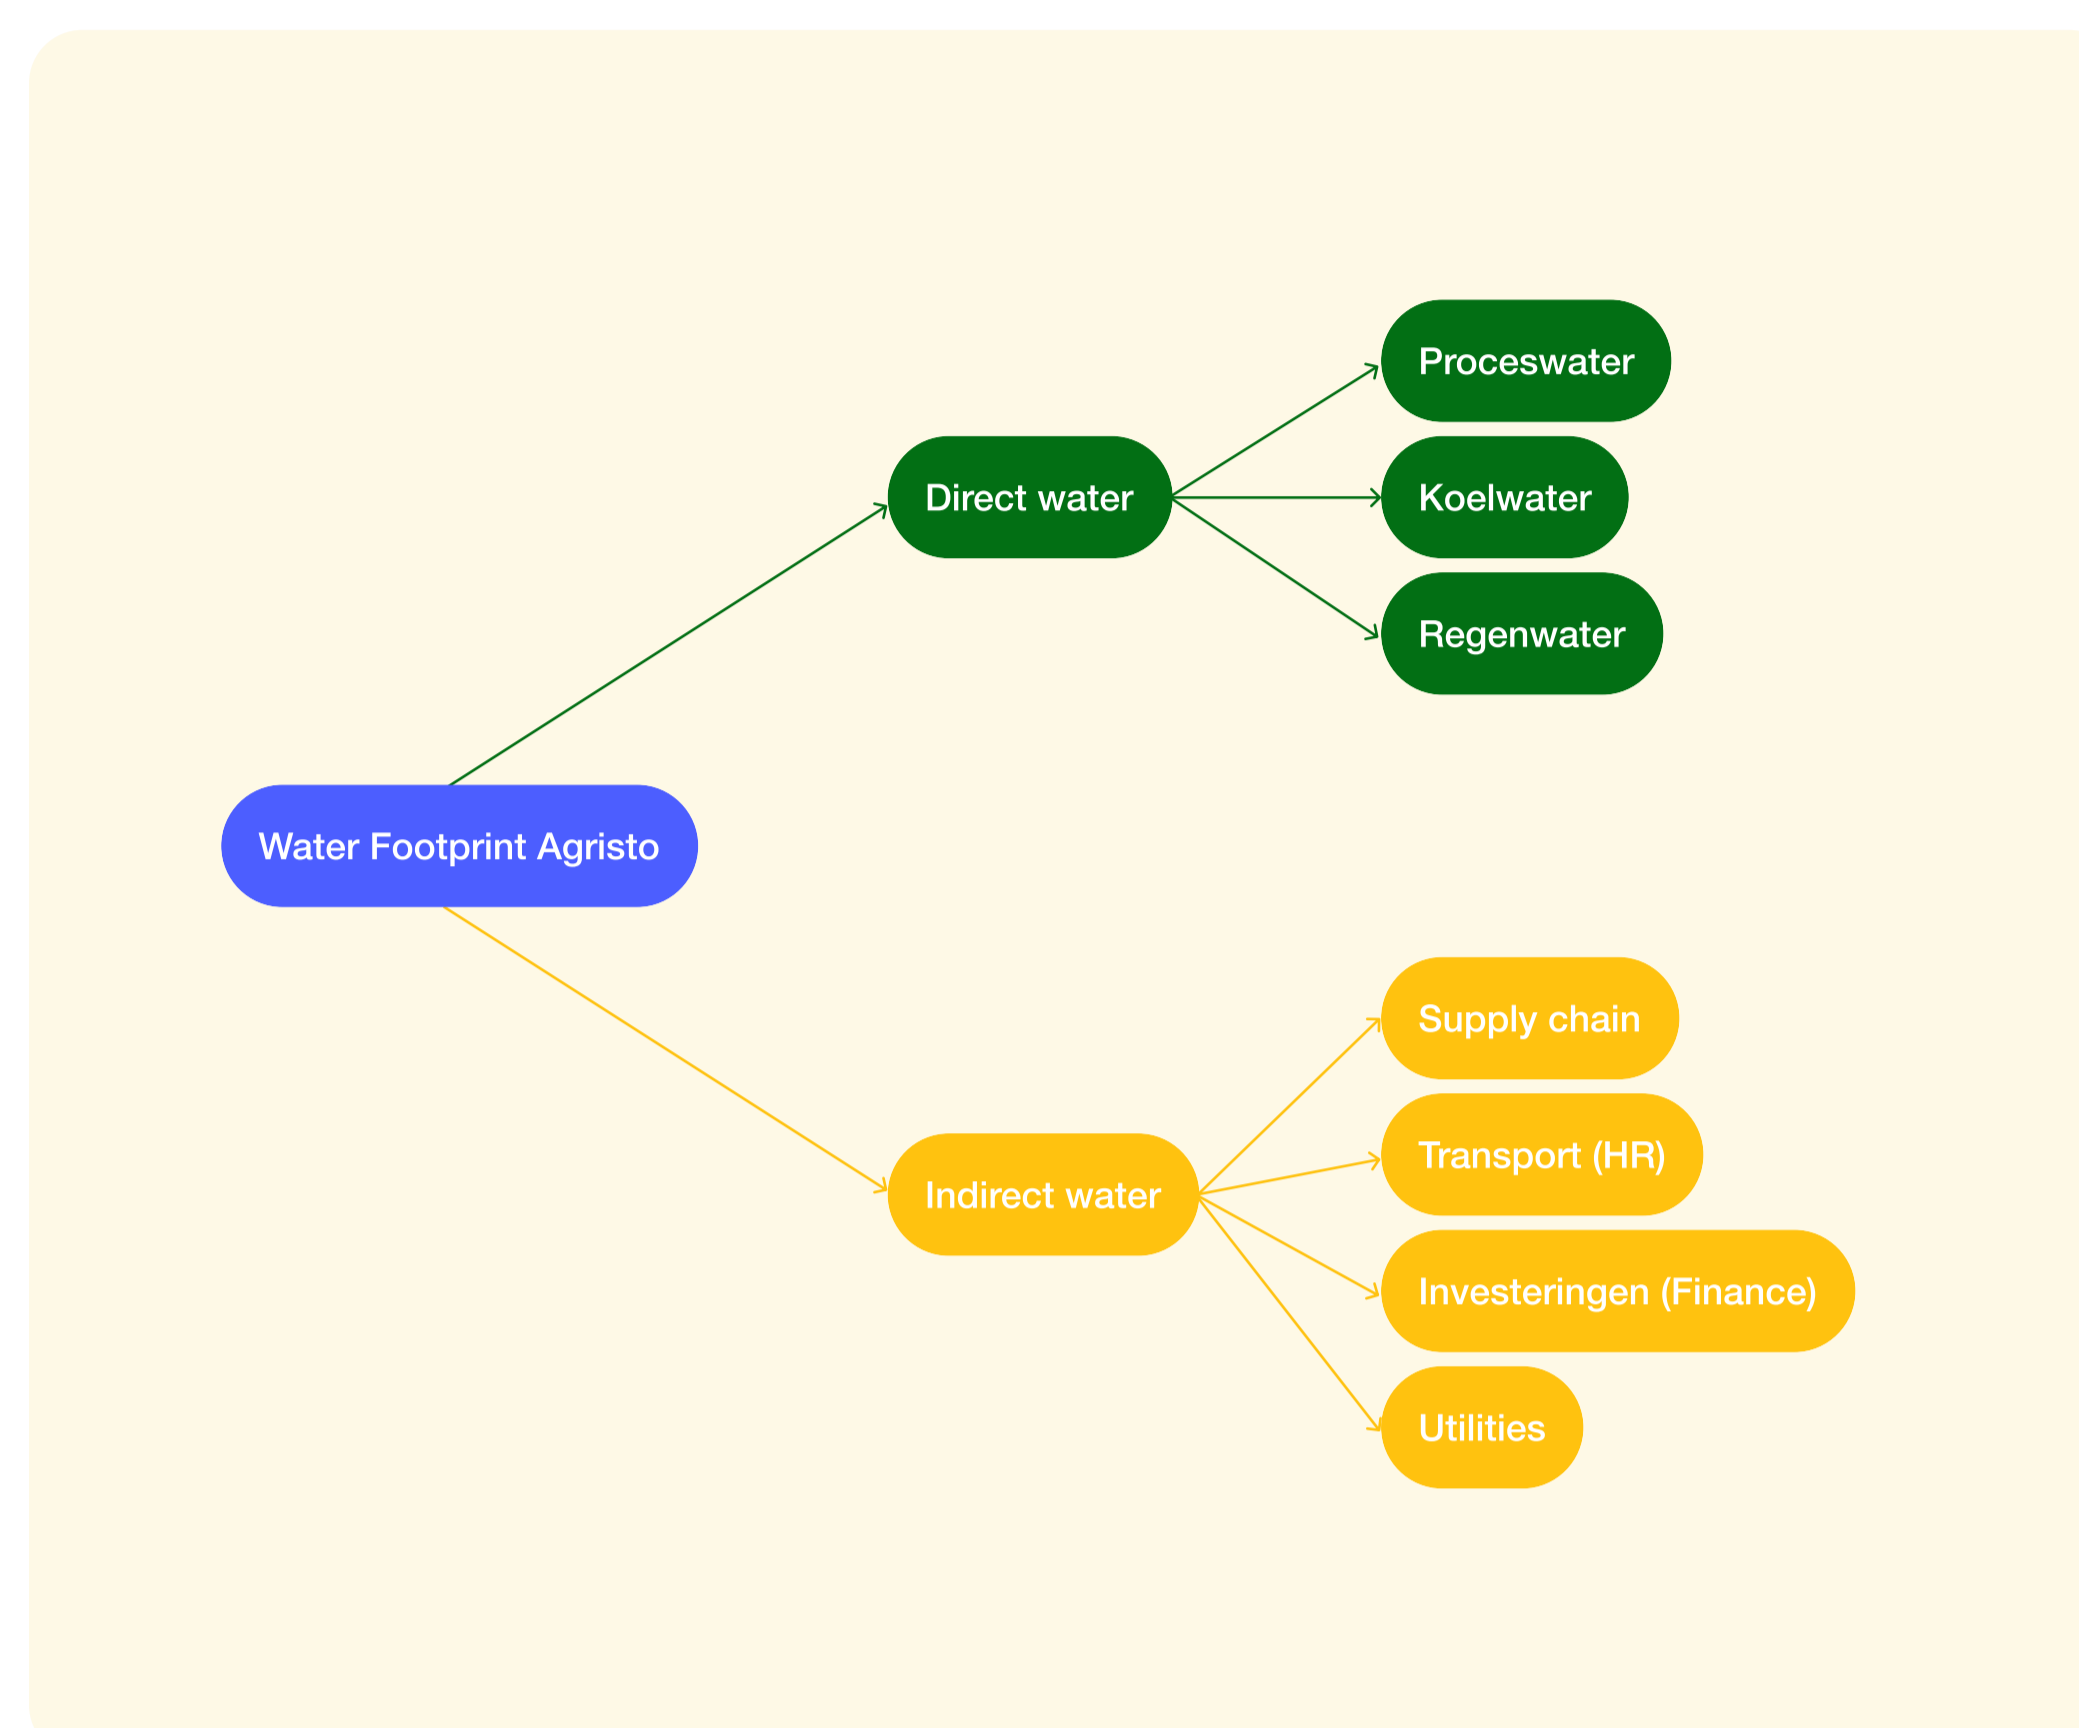 Water Footprint Agristo
Direct water
Proceswater
Koelwater
Regenwater
Indirect water
Supply chain
Transport (HR)
Investeringen (Finance)
Utilities